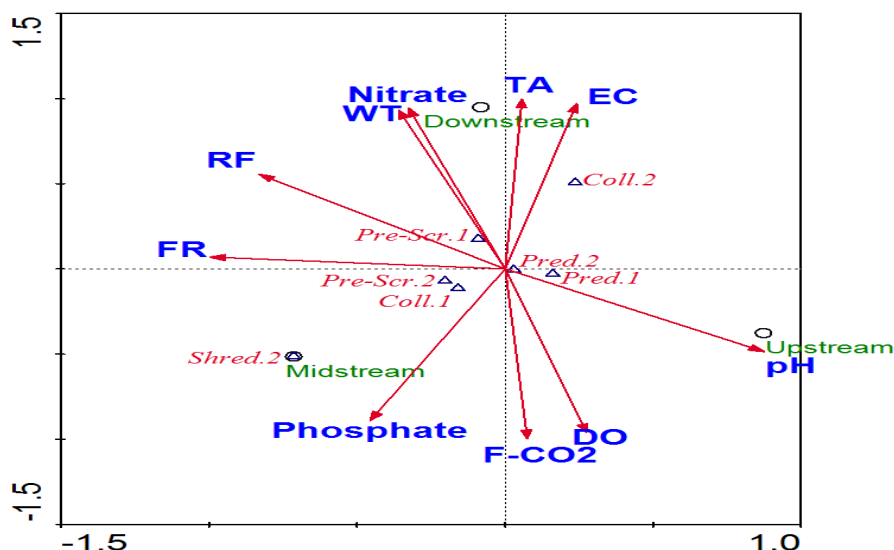 1.5
TA
Nitrate
EC
WT
Downstream
RF
Coll.2
Pre-Scr.1
FR
Pred.2
Pred.1
Pre-Scr.2
Coll.1
Upstream
Shred.2
Midstream
pH
Phosphate
DO
F-CO2
-1.5
-1.5
1.0